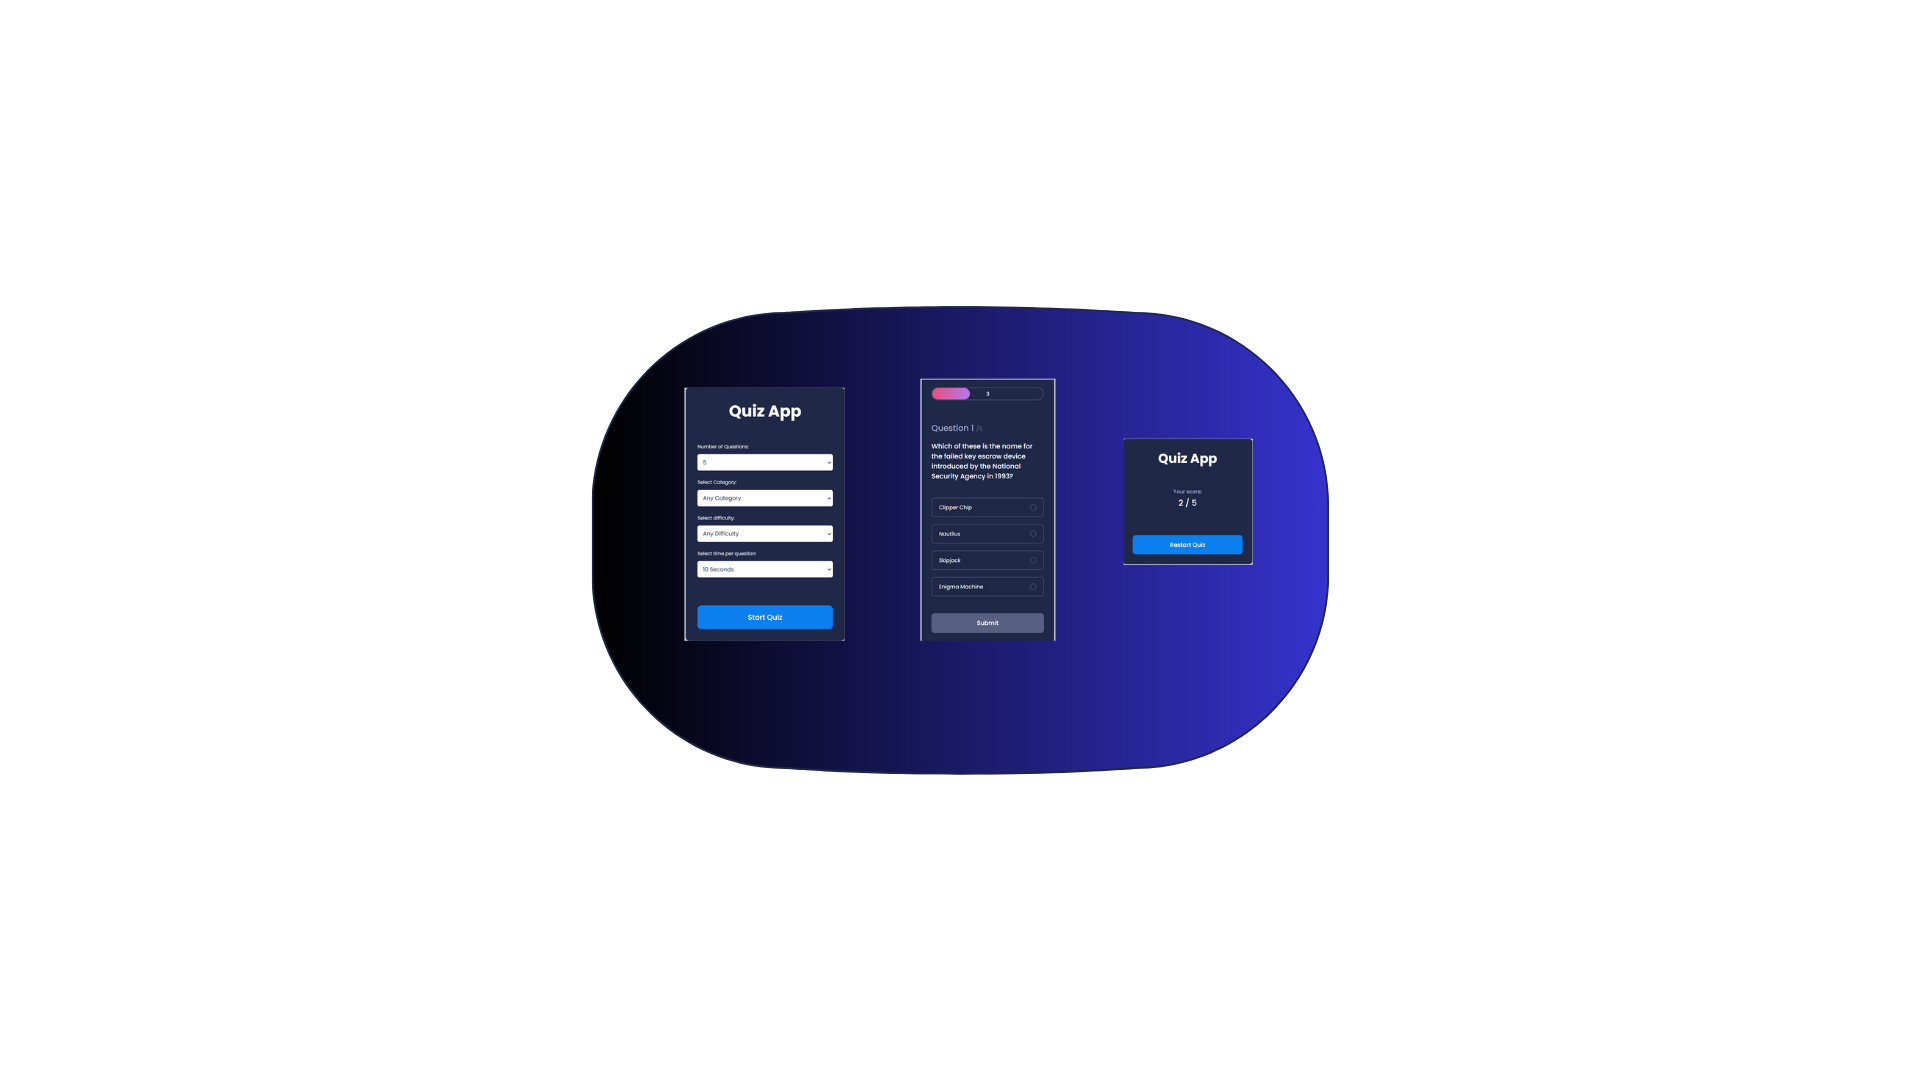 Quiz App
Number of Questions:
5
Select Category:
Any Category
Select difficulty:
Any Difficulty
Select time per question:
10 Seconds
Start Quiz
3
Question 1 /5
Which of these is the name for
the failed key escrow device
introduced by the National
Security Agency in 1993?
Clipper Chip
Nautilus
Skipjack
Enigma Machine
Submit
Quiz App
Your score:
2 / 5
Restart Quiz